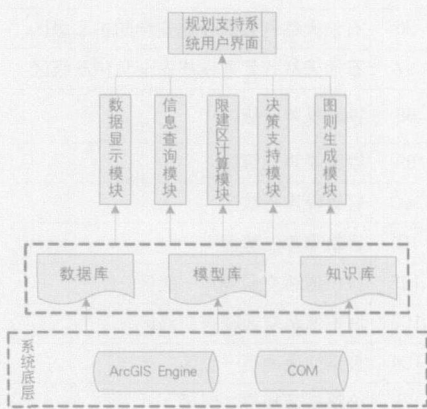 规划支持系
统用户界面
数据显示模块
信息查询模块
限建区计算模块
决策支持模块
图则生成模块
数据库
模型库
知识库
系统底层
ArcGIS Engine
COM